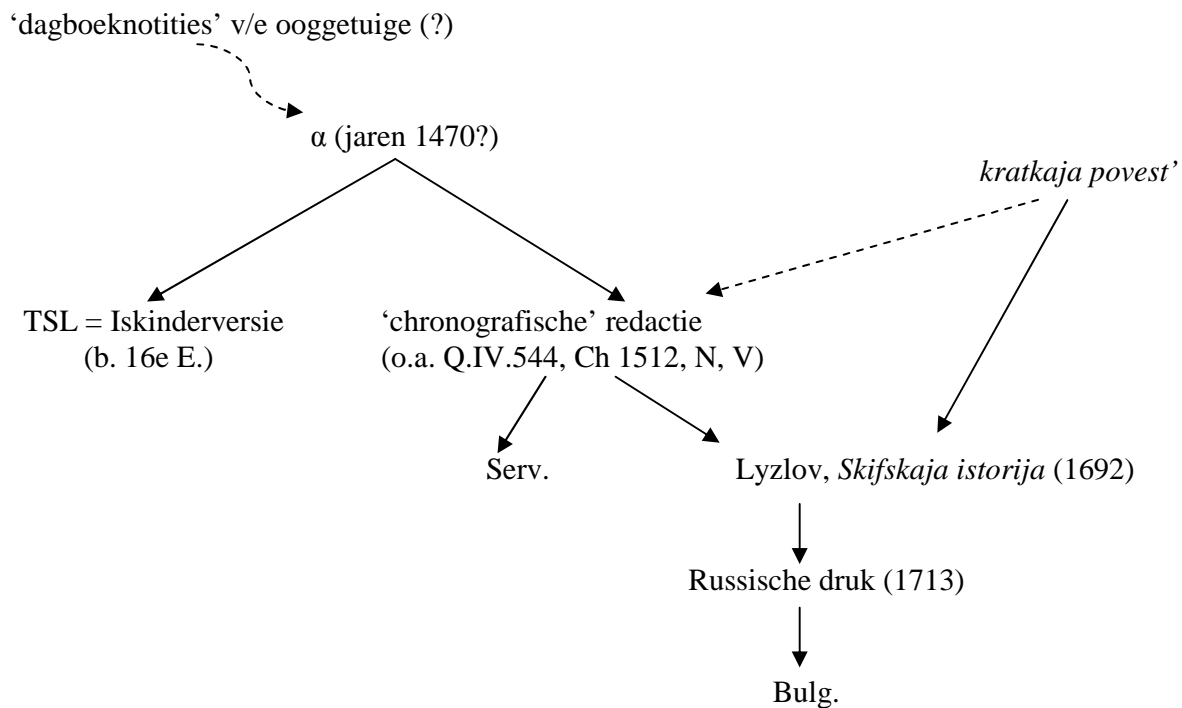 ‘dagboeknotities’ v/e ooggetuige (?)
α (jaren 1470?)
kratkaja povest’
TSL = Iskinderversie
(b. 16e E.)
‘chronografische’ redactie
(o.a. Q.IV.544, Ch 1512, N, V)
Serv.
Lyzlov, Skifskaja istorija (1692)
Russische druk (1713)
Bulg.